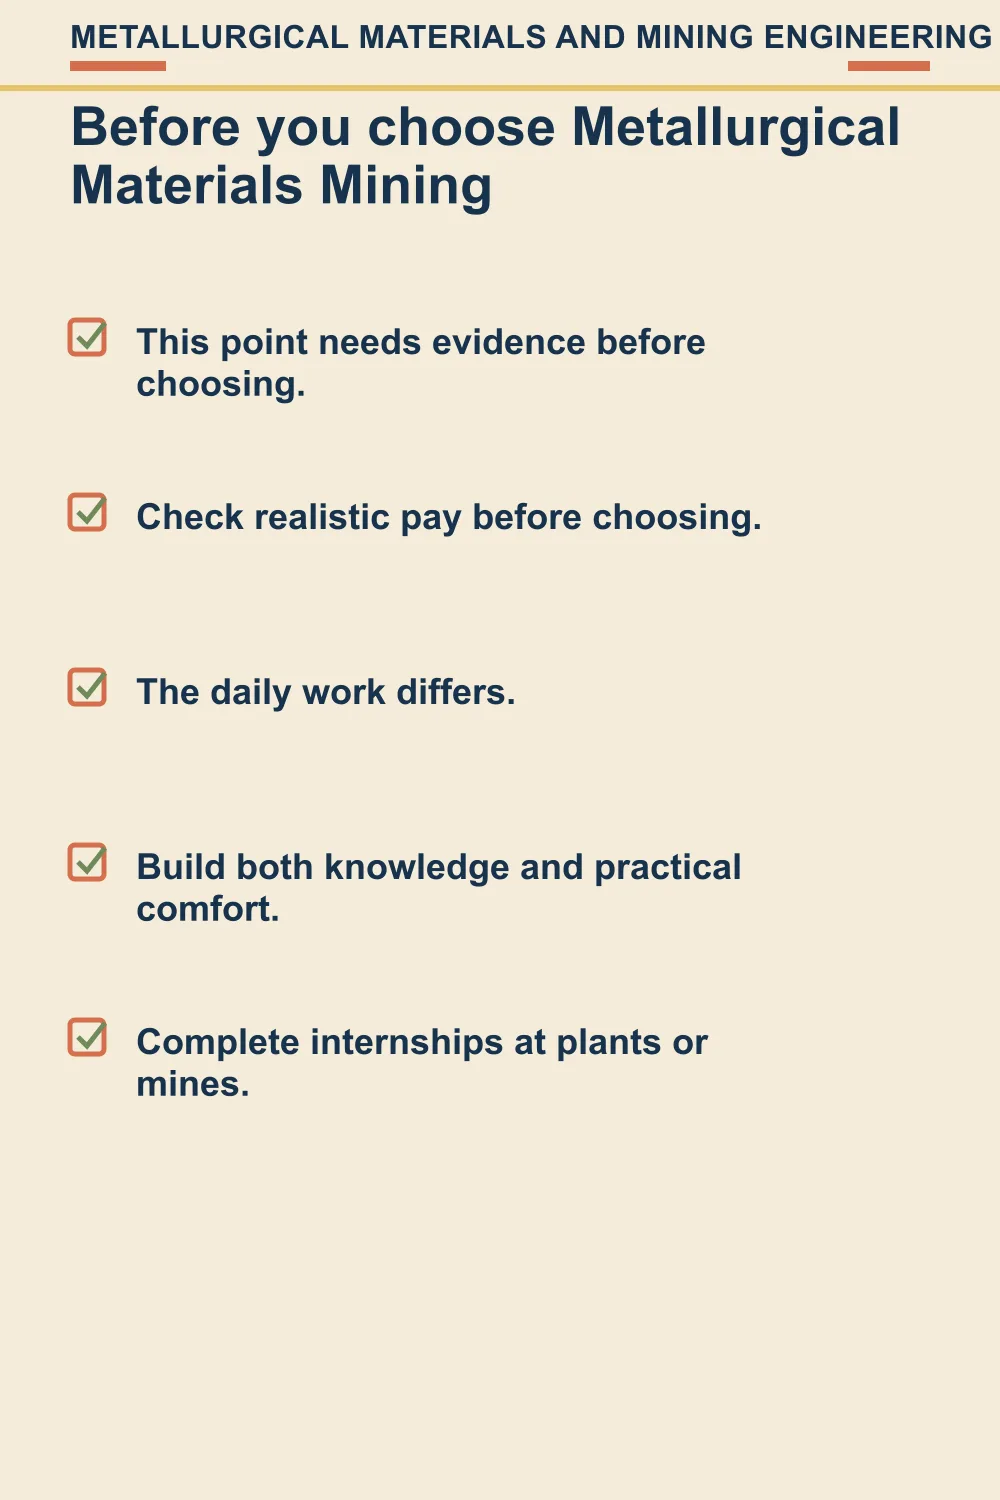 METALLURGICAL MATERIALS AND MINING ENGINEERING
Before you choose Metallurgical
Materials Mining
This point needs evidence before
choosing.
Check realistic pay before choosing.
The daily work differs.
Build both knowledge and practical
comfort.
Complete internships at plants or
mines.